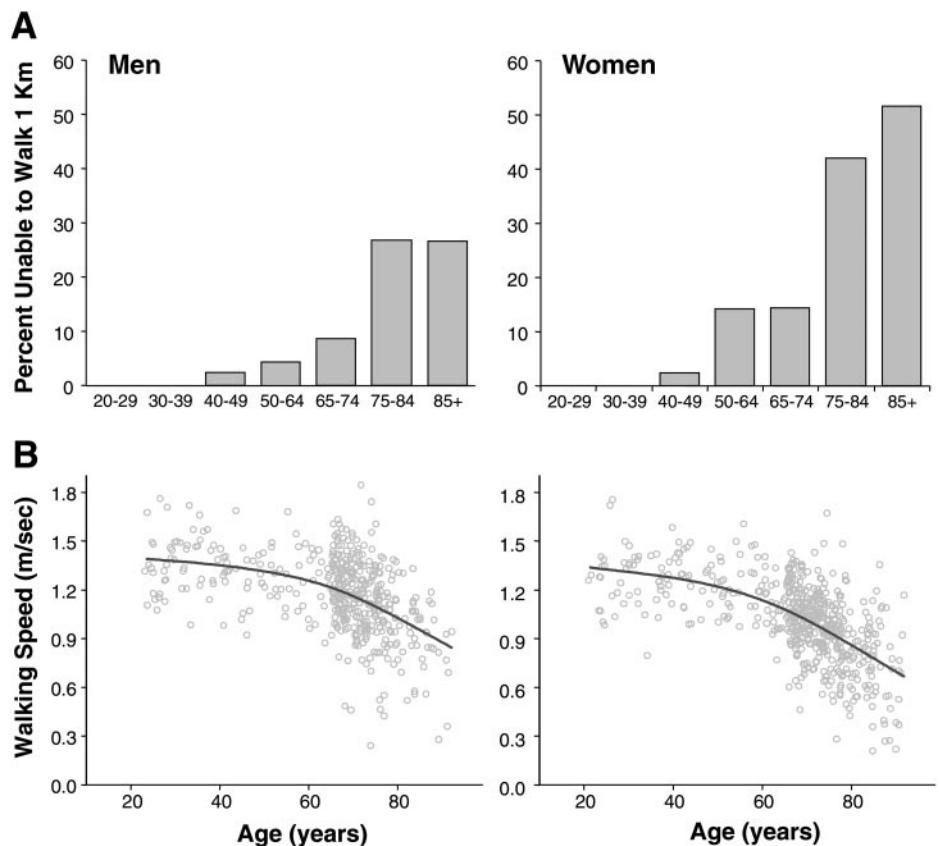 A
Men
Women
Percent Unable to Walk 1 Km
60
50
40
30
20
10
0
20-29 30-39 40-49 50-64 65-74 75-84 85+
60
50
40
30
20
10
0
20-29 30-39 40-49 50-64 65-74 75-84 85+
B
Walking Speed (m/sec)
1.8
1.5
1.2
0.9
0.6
0.3
0.0
20 40 60 80
Age (years)
1.8
1.5
1.2
0.9
0.6
0.3
0.0
20 40 60 80
Age (years)